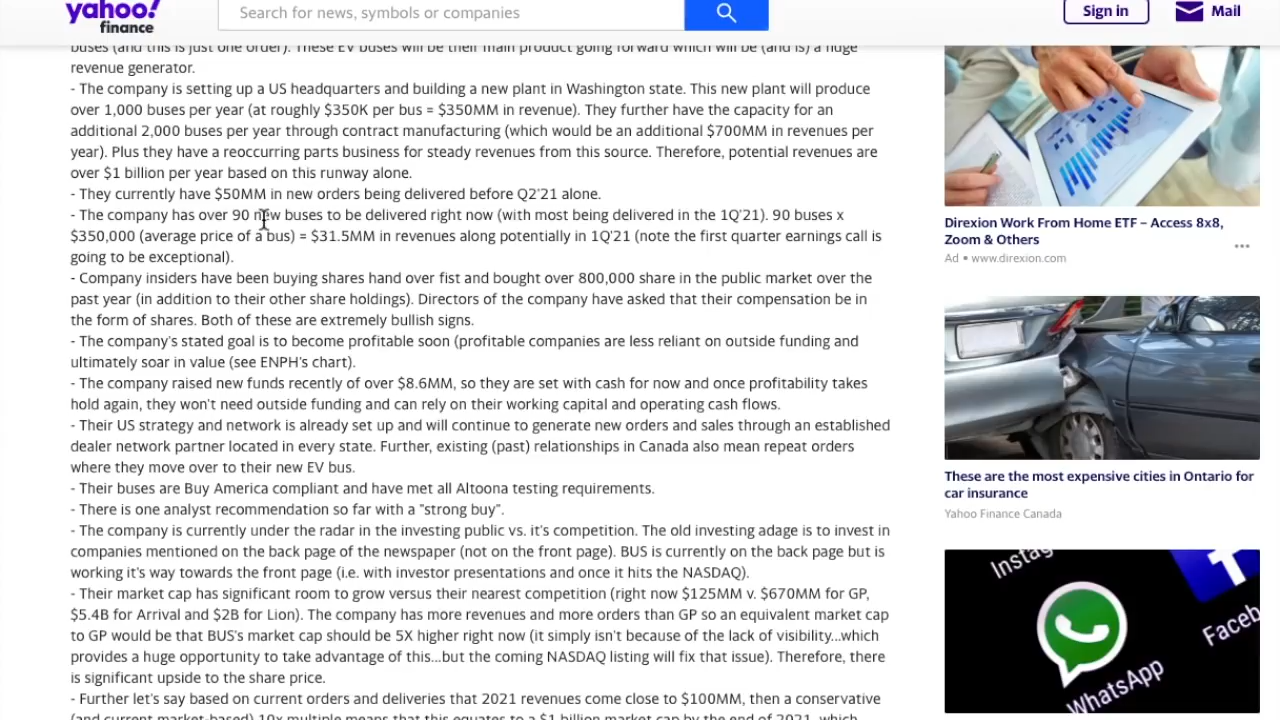 yahoo!
finance
Search for news, symbols or companies
Sign in
Mail
buses (and this is just one order). These EV buses will be their main product going forward which will be (and is) a huge
revenue generator.
- The company is setting up a US headquarters and building a new plant in Washington state. This new plant will produce
over 1,000 buses per year (at roughly $350K per bus = $350MM in revenue). They further have the capacity for an
additional 2,000 buses per year through contract manufacturing (which would be an additional $700MM in revenues per
year). Plus they have a reoccurring parts business for steady revenues from this source. Therefore, potential revenues are
over $1 billion per year based on this runway alone.
- They currently have $50MM in new orders being delivered before Q2'21 alone.
- The company has over 90 new buses to be delivered right now (with most being delivered in the 1Q'21). 90 buses x
$350,000 (average price of a bus) = $31.5MM in revenues along potentially in 1Q'21 (note the first quarter earnings call is
going to be exceptional).
- Company insiders have been buying shares hand over fist and bought over 800,000 share in the public market over the
past year (in addition to their other share holdings). Directors of the company have asked that their compensation be in
the form of shares. Both of these are extremely bullish signs.
- The company's stated goal is to become profitable soon (profitable companies are less reliant on outside funding and
ultimately soar in value (see ENPH's chart).
- The company raised new funds recently of over $8.6MM, so they are set with cash for now and once profitability takes
hold again, they won't need outside funding and can rely on their working capital and operating cash flows.
- Their US strategy and network is already set up and will continue to generate new orders and sales through an established
dealer network partner located in every state. Further, existing (past) relationships in Canada also mean repeat orders
where they move over to their new EV bus.
- Their buses are Buy America compliant and have met all Altoona testing requirements.
- There is one analyst recommendation so far with a "strong buy".
- The company is currently under the radar in the investing public vs. it's competition. The old investing adage is to invest in
companies mentioned on the back page of the newspaper (not on the front page). BUS is currently on the back page but is
working it's way towards the front page (i.e. with investor presentations and once it hits the NASDAQ).
- Their market cap has significant room to grow versus their nearest competition (right now $125MM v. $670MM for GP,
$5.4B for Arrival and $2B for Lion). The company has more revenues and more orders than GP so an equivalent market cap
to GP would be that BUS's market cap should be 5X higher right now (it simply isn't because of the lack of visibility...which
provides a huge opportunity to take advantage of this...but the coming NASDAQ listing will fix that issue). Therefore, there
is significant upside to the share price.
- Further let's say based on current orders and deliveries that 2021 revenues come close to $100MM, then a conservative
(and current market-based) 10x multiple means that this equates to a $1 billion market cap by the end of 2021, which
Direxion Work From Home ETF – Access 8x8,
Zoom & Others
Ad • www.direxion.com
These are the most expensive cities in Ontario for
car insurance
Yahoo Finance Canada
Instag
Faceb
WhatsApp